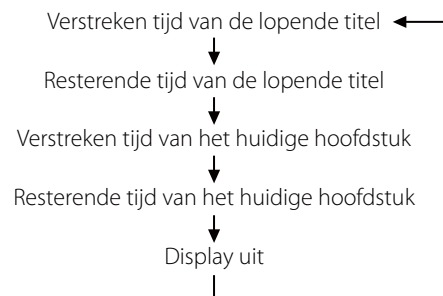 Verstreken tijd van de lopende titel
Resterende tijd van de lopende titel
Verstreken tijd van het huidige hoofdstuk
Resterende tijd van het huidige hoofdstuk
Display uit